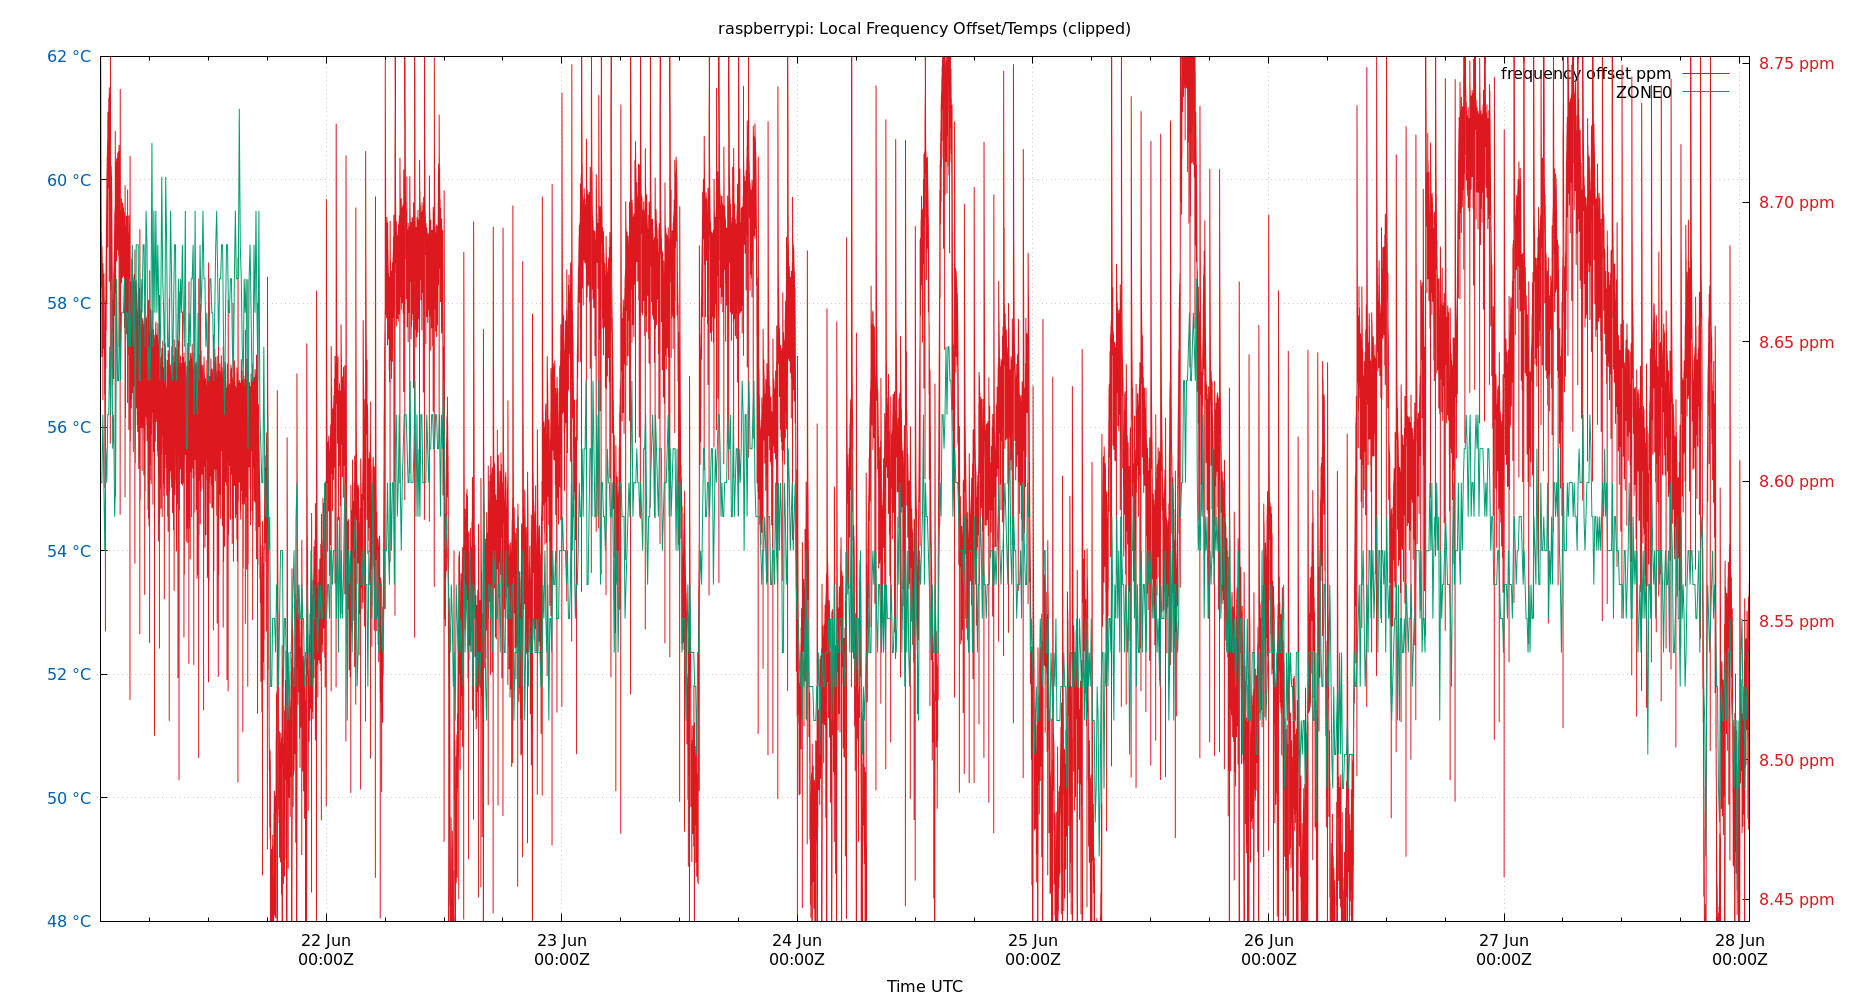 raspberrypi: Local Frequency Offset/Temps (clipped)
62 °C
60 °C
58 °C
56 °C
54 °C
52 °C
50 °C
48 °C
8.75 ppm
8.70 ppm
8.65 ppm
8.60 ppm
8.55 ppm
8.50 ppm
8.45 ppm
frequency offset ppm
ZONE0
22 Jun
00:00Z
23 Jun
00:00Z
24 Jun
00:00Z
25 Jun
00:00Z
26 Jun
00:00Z
27 Jun
00:00Z
28 Jun
00:00Z
Time UTC